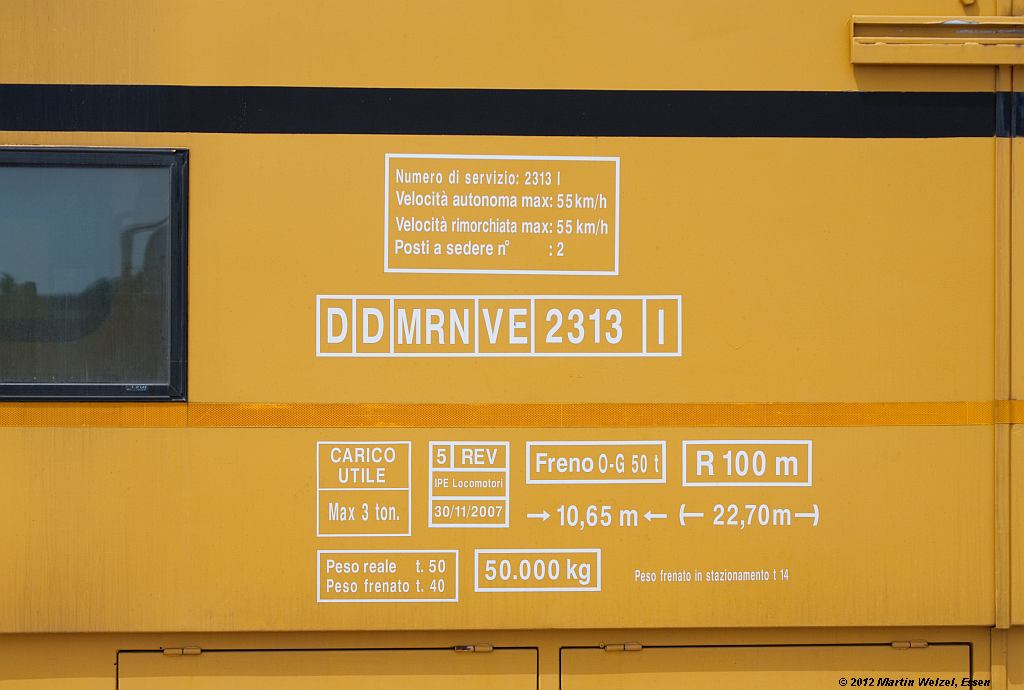 Numero di servizio: 2313 I
Velocità autonoma max: 55 km/h
Velocità rimorchiata max: 55 km/h
Posti a sedere n° : 2
D D MRN VE 2313 I
CARICO
UTILE
Max 3 ton.
5 REV
IPE Locomotori
30/11/2007
Freno O-G 50 t
R 100 m
→ 10,65 m ←
(— 22,70m —)
Peso reale t. 50
Peso frenato t. 40
50.000 kg
Peso frenato in stazionamento t 14
© 2012 Martin Welzel, Essen